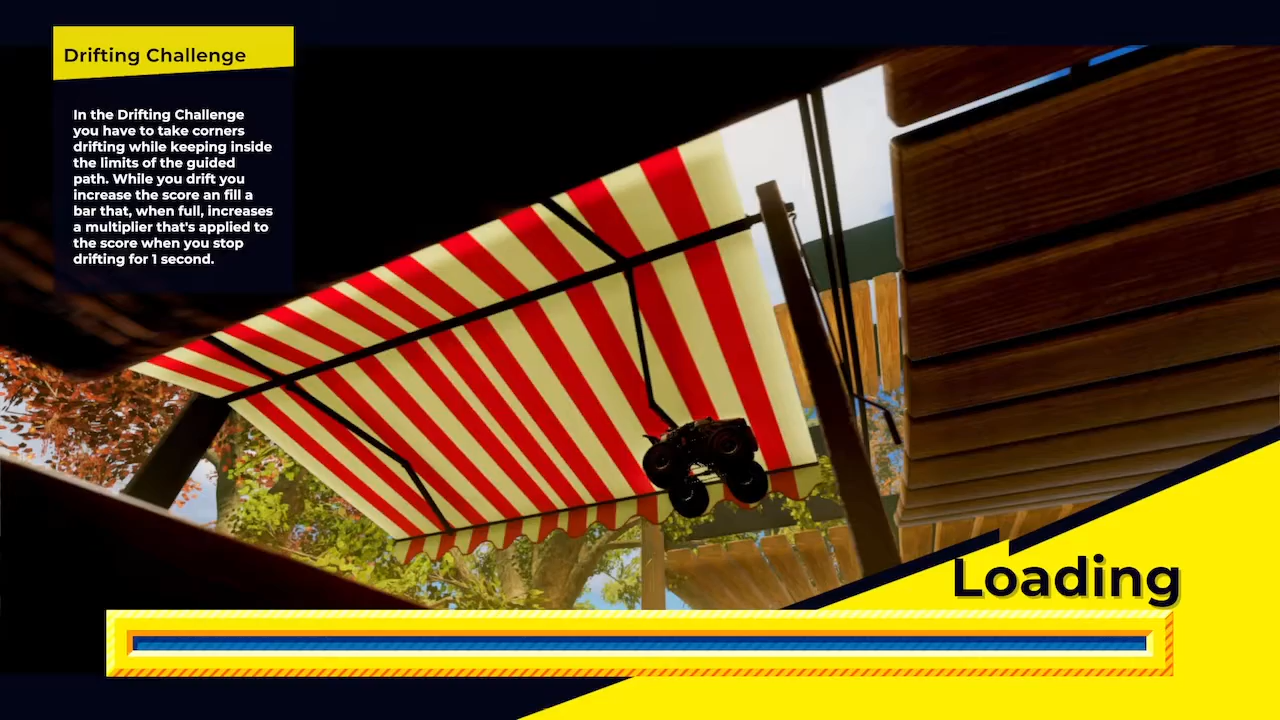 Drifting Challenge
In the Drifting Challenge
you have to take corners
drifting while keeping inside
the limits of the guided
path. While you drift you
increase the score an fill a
bar that, when full, increases
a multiplier that's applied to
the score when you stop
drifting for 1 second.
Loading